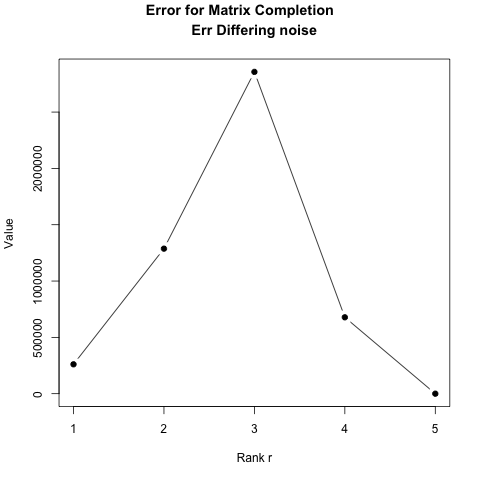 Error for Matrix Completion
Err Differing noise
Value
2000000
1000000
500000
0
1 2 3 4 5
Rank r